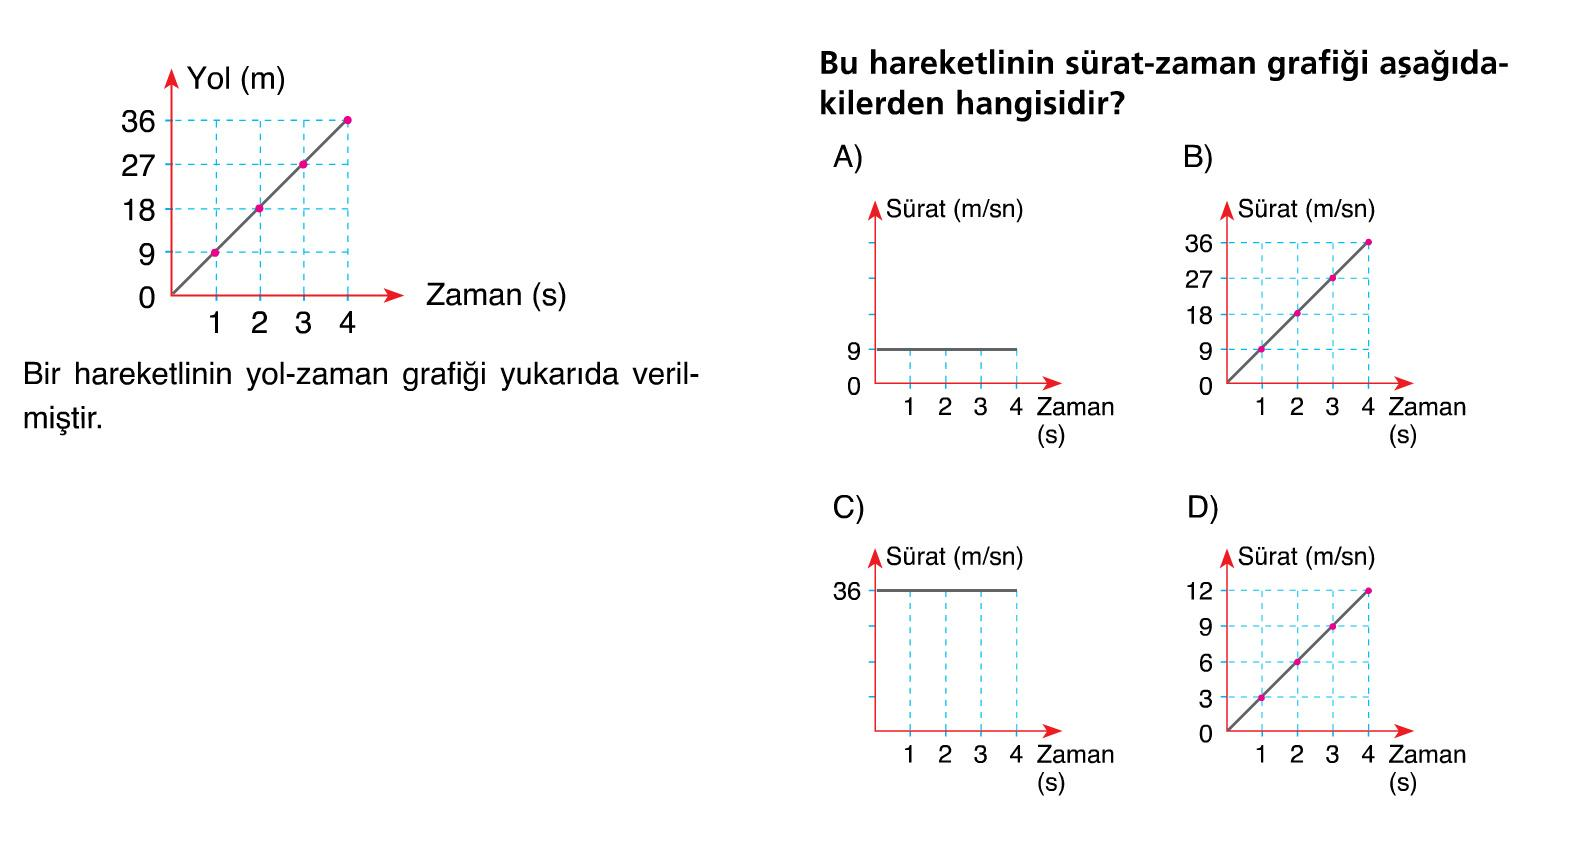 Yol (m)
36
27
18
9
0
1 2 3 4
Zaman (s)
Bir hareketlinin yol-zaman grafiği yukarıda veril-
miştir.
Bu hareketlinin sürat-zaman grafiği aşağıda-
kilerden hangisidir?
A)
Sürat (m/sn)
9
0
1 2 3 4 Zaman
(s)
B)
Sürat (m/sn)
36
27
18
9
0
1 2 3 4 Zaman
(s)
C)
Sürat (m/sn)
36
1 2 3 4 Zaman
(s)
D)
Sürat (m/sn)
12
9
6
3
0
1 2 3 4 Zaman
(s)